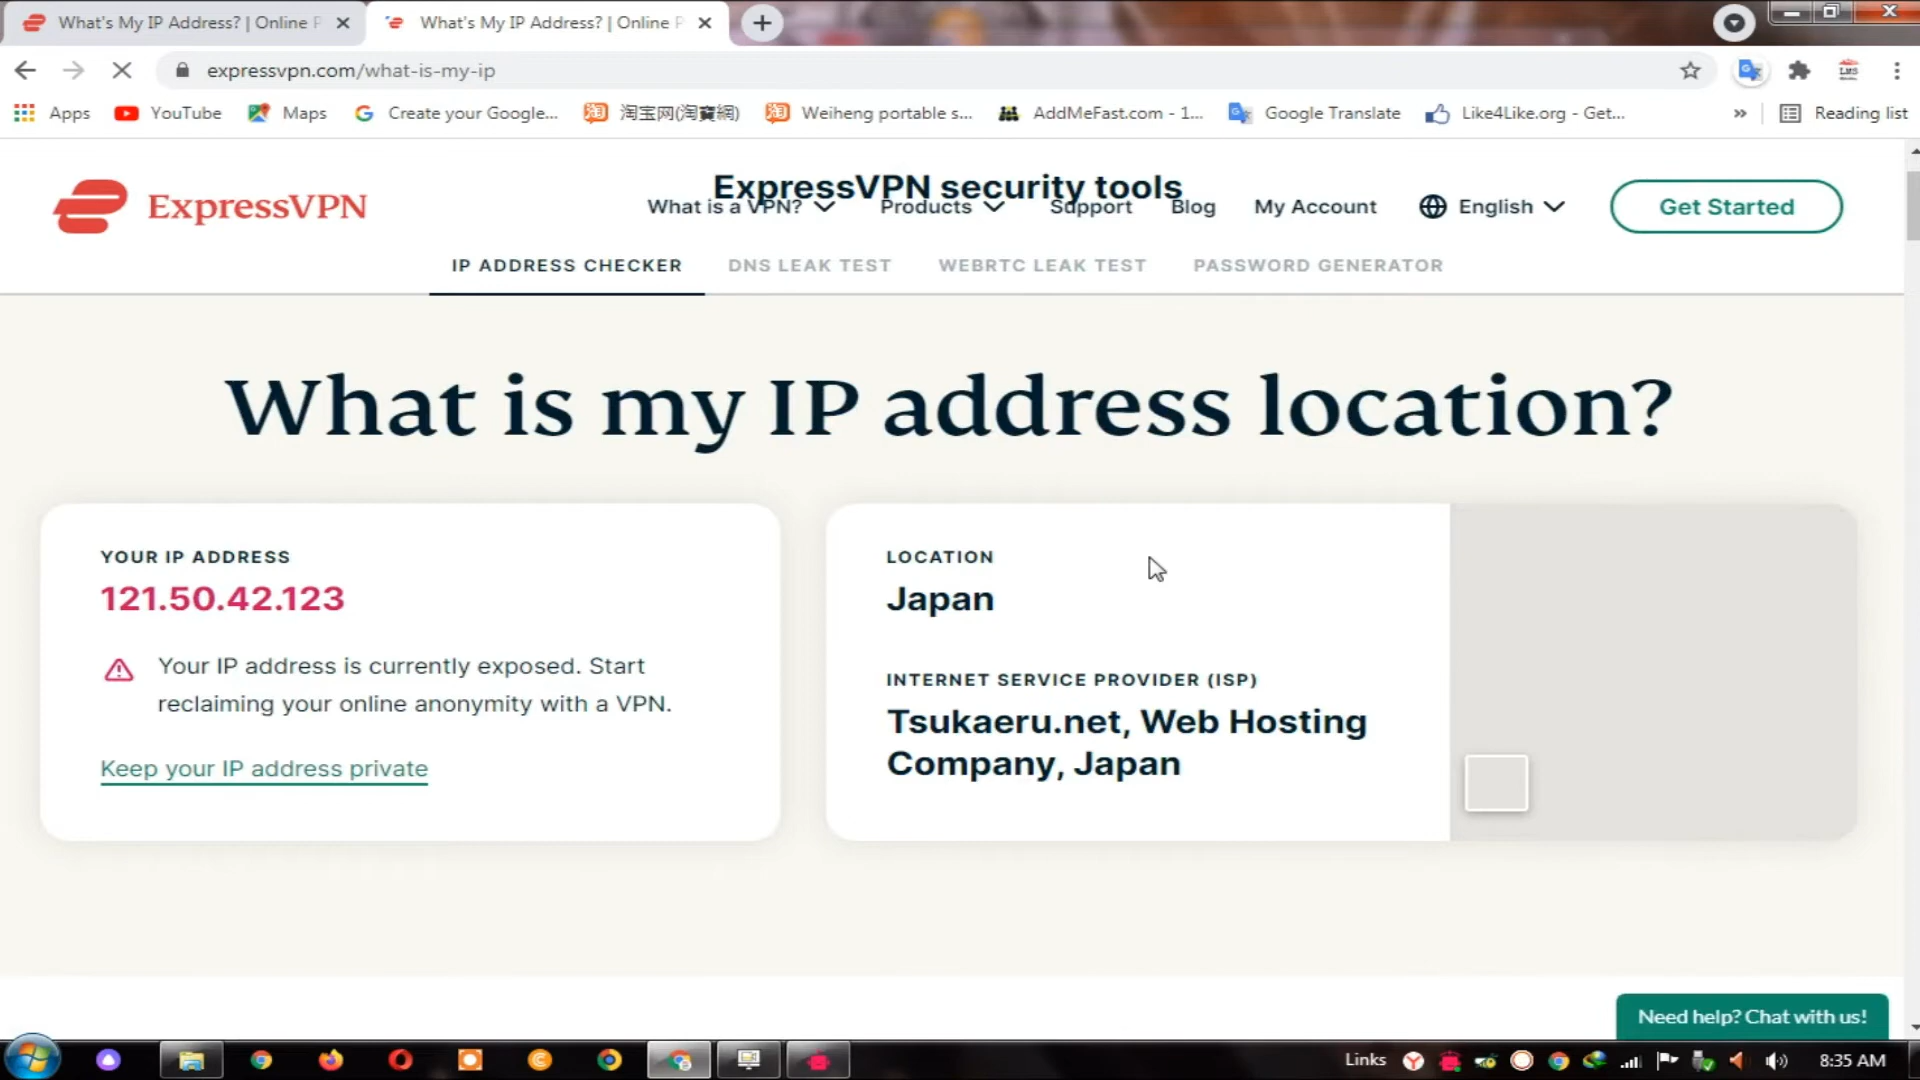 What's My IP Address? | Online P
What's My IP Address? | Online P
expressvpn.com/what-is-my-ip
Apps
YouTube
Maps
Create your Google...
淘宝网(淘寶網)
Weiheng portable s...
AddMeFast.com - 1...
Google Translate
Like4Like.org - Get...
»
Reading list
ExpressVPN
ExpressVPN security tools
What is a VPN?
Products
Support
Blog
My Account
English
Get Started
IP ADDRESS CHECKER
DNS LEAK TEST
WEBRTC LEAK TEST
PASSWORD GENERATOR
What is my IP address location?
YOUR IP ADDRESS
121.50.42.123
Your IP address is currently exposed. Start
reclaiming your online anonymity with a VPN.
Keep your IP address private
LOCATION
Japan
INTERNET SERVICE PROVIDER (ISP)
Tsukaeru.net, Web Hosting
Company, Japan
Need help? Chat with us!
Links
8:35 AM